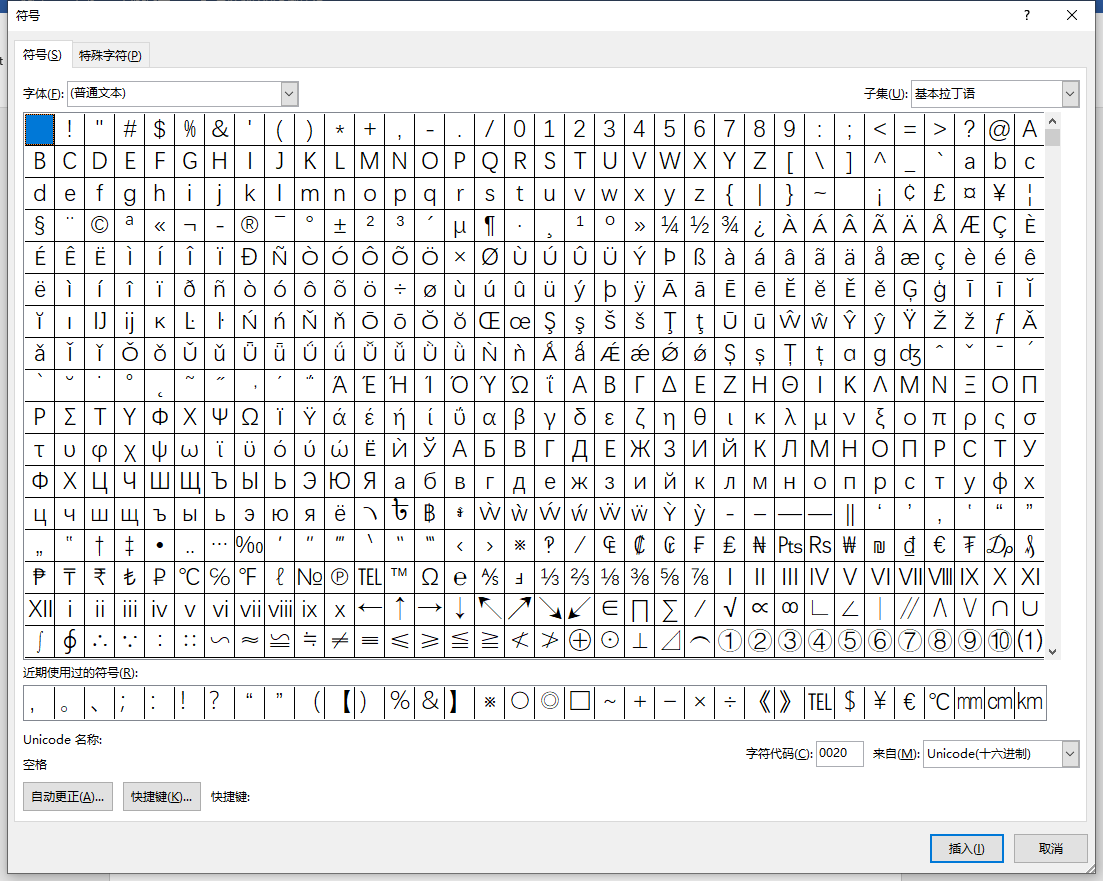 符号
符号(S) 特殊字符(P)
字体(F): (普通文本) 子集(U): 基本拉丁语
! " # $ % & ' ( ) * + , - . / 0 1 2 3 4 5 6 7 8 9 : ; < = > ? @ A
B C D E F G H I J K L M N O P Q R S T U V W X Y Z [ \ ] ^ _ ` a b c
d e f g h i j k l m n o p q r s t u v w x y z { | } ~ ¡ ¢ £ ¤ ¥ ¦
§ ¨ © ª « ¬ - ® ¯ ° ± ² ³ ´ µ ¶ · ¸ ¹ º » ¼ ½ ¾ ¿ À Á Â Ã Ä Å Æ Ç È
É Ê Ë Ì Í Î Ï Ð Ñ Ò Ó Ô Õ Ö × Ø Ù Ú Û Ü Ý Þ ß à á â ã ä å æ ç è é ê
ë ì í î ï ð ñ ò ó ô õ ö ÷ ø ù ú û ü ý þ ÿ Ā ā Ē ē Ĕ ĕ Ě ě Ģ ģ Ī ī Ĭ
ĭ ı Ĳ ĳ ĸ Ŀ ŀ Ń ń Ň ň Ō ō Ŏ ŏ Œ œ Ş ş Š š Ţ ţ Ū ū Ŵ ŵ Ŷ ŷ Ÿ Ž ž ƒ Ǎ
ǎ Ǐ ǐ Ǒ ǒ Ǔ ǔ Ǖ ǖ Ǘ ǘ Ǚ ǚ Ǜ ǜ Ǹ ǹ Ǻ ǻ Ǽ ǽ Ǿ ǿ Ș ș Ț ț ɑ ɡ ʤ ˆ ˇ ˉ ˊ
ˋ ˘ ˙ ˚ ˛ ˜ ˝ ͵ ΄ ΅ Ά Έ Ή Ί Ό Ύ Ώ ΐ Α Β Γ Δ Ε Ζ Η Θ Ι Κ Λ Μ Ν Ξ Ο Π
Ρ Σ Τ Υ Φ Χ Ψ Ω Ϊ Ϋ ά έ ή ί ΰ α β γ δ ε ζ η θ ι κ λ μ ν ξ ο π ρ ς σ
τ υ φ χ ψ ω ϊ ϋ ό ύ ώ Ё Ѝ Ў А Б В Г Д Е Ж З И Й К Л М Н О П Р С Т У
Ф Х Ц Ч Ш Щ Ъ Ы Ь Э Ю Я а б в г д е ж з и й к л м н о п р с т у ф х
ц ч ш щ ъ ы ь э ю я ё ৲ ৳ ฿ Ẁ ẁ Ẃ ẃ Ẅ ẅ Ỳ ỳ ‐ – — ― ‖ ‘ ’ ‚ ‛ “ ”
„ ‟ † ‡ • ‥ … ‰ ′ ″ ‴ ‵ ‶ ‷ ‹ › ※ ‽ ⁄ ₠ ₡ ₢ ₣ ₤ ₦ ₧ ₨ ₩ ₪ ₫ € ₮ ₯ ₰
₱ ₸ ₹ ₺ ₽ ℃ ℅ ℉ ℓ № ℗ ℡ ™ Ω ℮ ⅍ ⅎ ⅓ ⅔ ⅛ ⅜ ⅝ ⅞ Ⅰ Ⅱ Ⅲ Ⅳ Ⅴ Ⅵ Ⅶ Ⅷ Ⅸ Ⅹ Ⅺ
Ⅻ ⅰ ⅱ ⅲ ⅳ ⅴ ⅵ ⅶ ⅷ ⅸ ⅹ ← ↑ → ↓ ↖ ↗ ↘ ↙ ∈ ∏ ∑ ∕ √ ∝ ∞ ∟ ∠ ∣ ∥ ∧ ∨ ∩ ∪
∫ ∮ ∴ ∵ ∶ ∷ ∽ ≈ ≌ ≒ ≠ ≡ ≤ ≥ ≦ ≧ ≮ ≯ ⊕ ⊙ ⊥ ⊿ ⌒ ① ② ③ ④ ⑤ ⑥ ⑦ ⑧ ⑨ ⑩ ⑴
近期使用过的符号(R):
, 。 、 ; : ! ? “ ” ( 【 ) % & 】 ※ ○ ◎ □ ~ + − × ÷ 《 》 ℡ $ ¥ € ℃ ㎜ ㎝ km
Unicode 名称:
空格
字符代码(C): 0020 来自(M): Unicode(十六进制)
自动更正(A)... 快捷键(K)... 快捷键:
插入(I) 取消